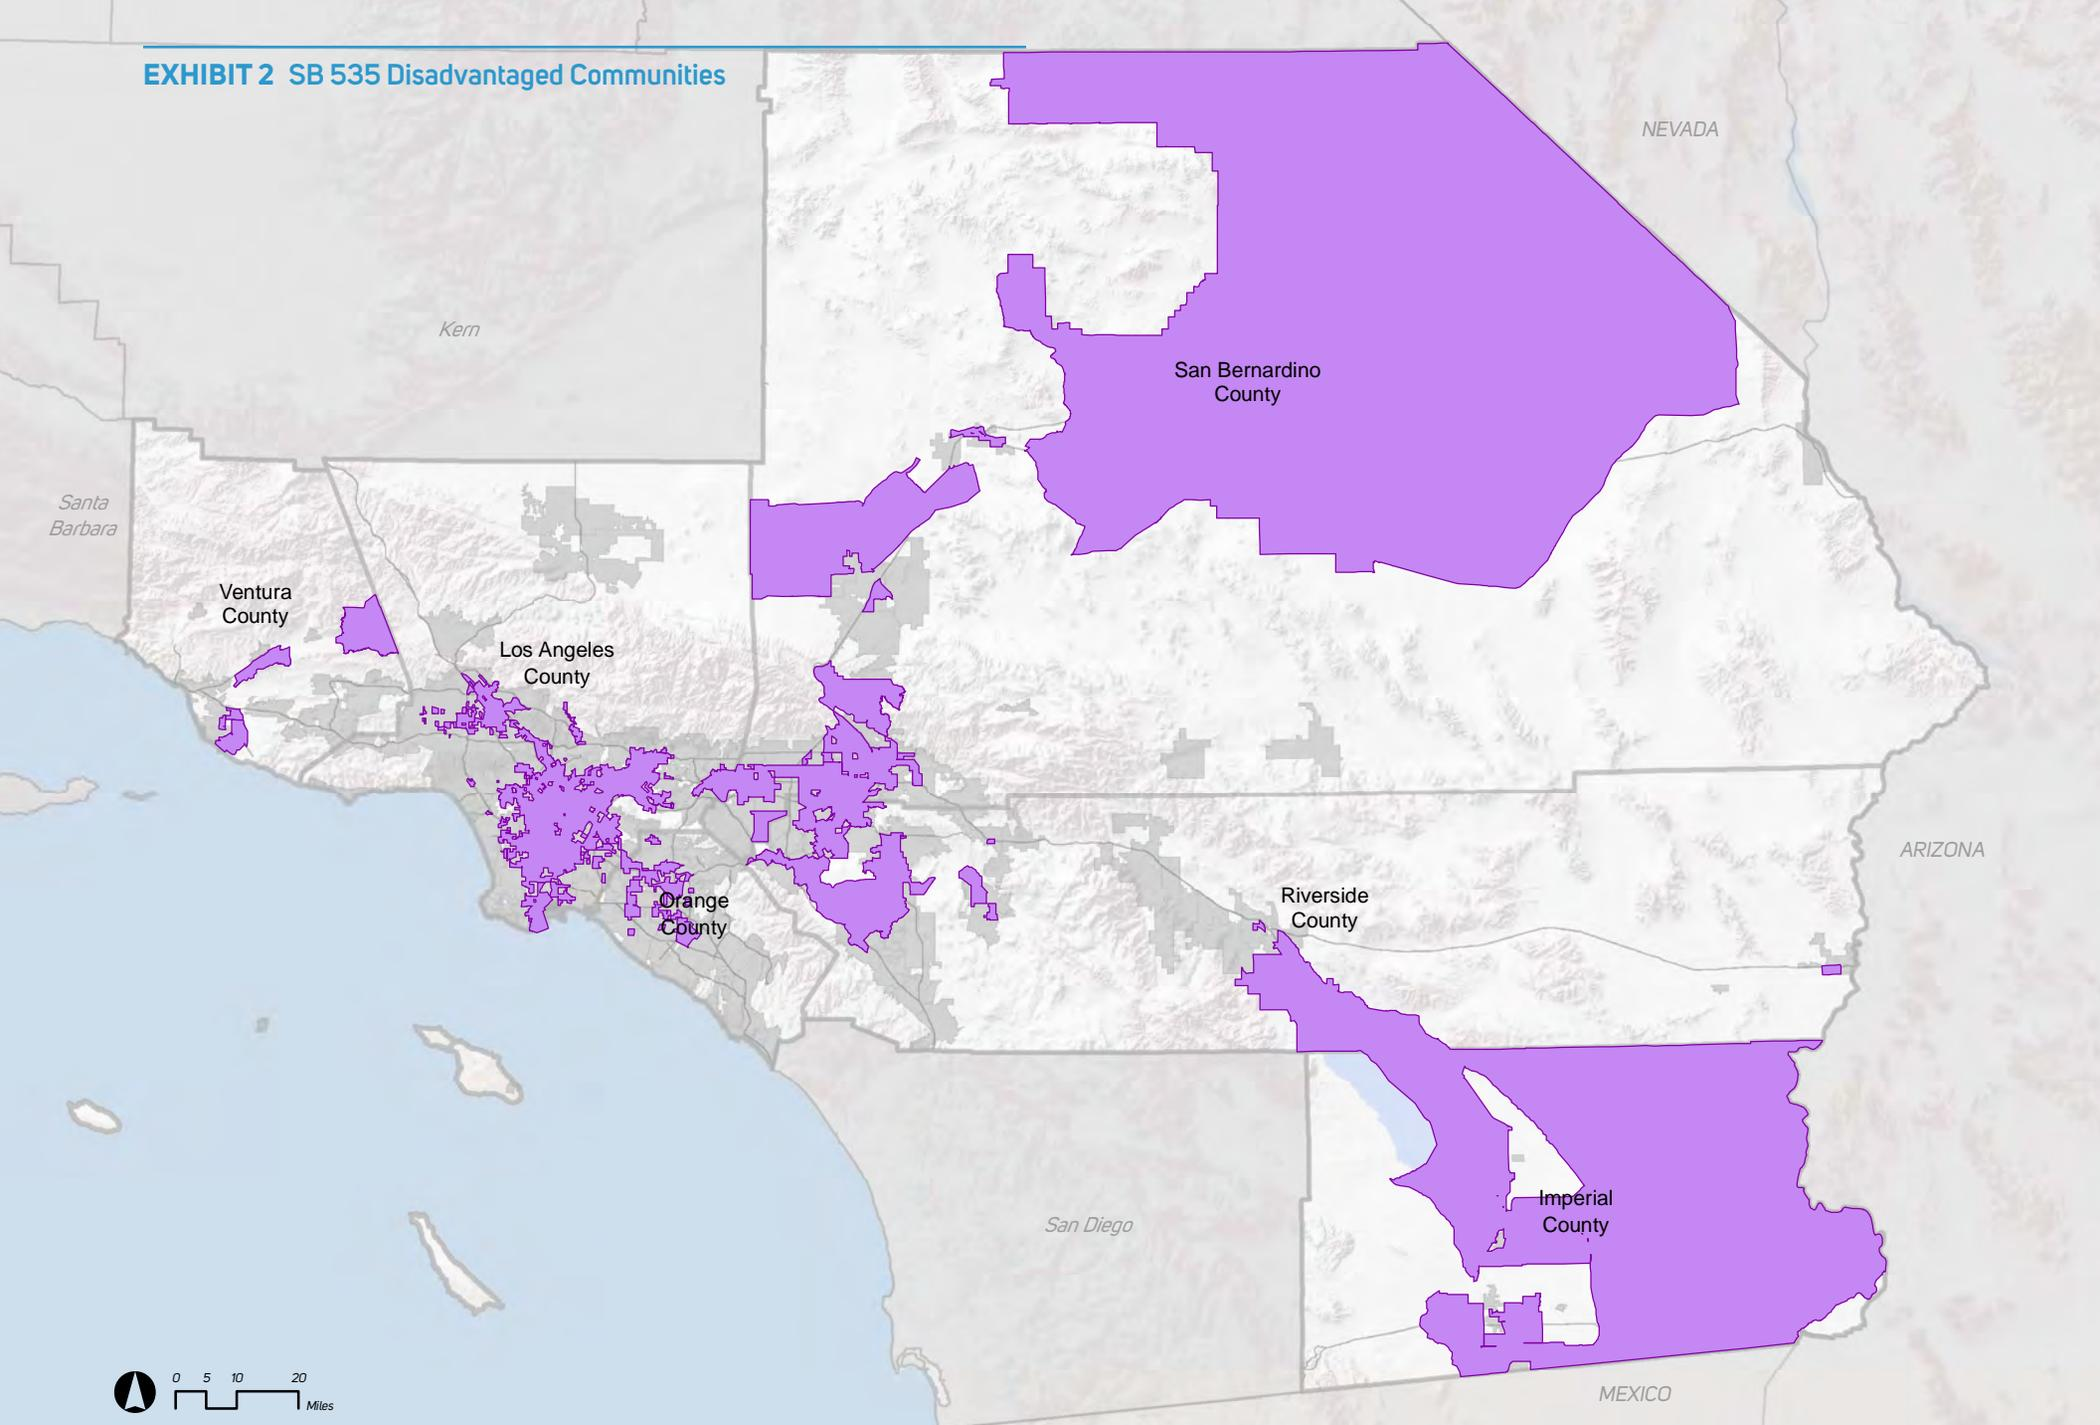 EXHIBIT 2 SB 535 Disadvantaged Communities
NEVADA
Kern
San Bernardino
County
Santa
Barbara
Ventura
County
Los Angeles
County
ARIZONA
Riverside
County
Orange
County
Imperial
County
San Diego
0 5 10 20
Miles
MEXICO